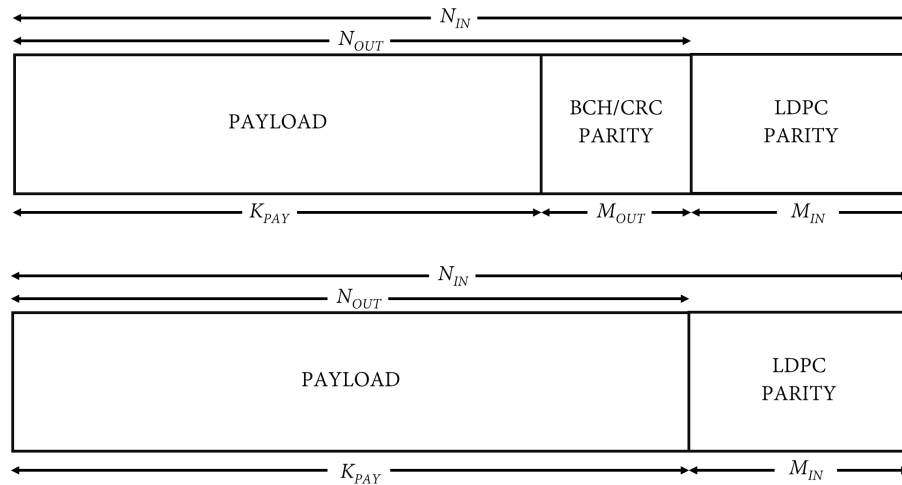 N_IN
N_OUT
PAYLOAD
BCH/CRC
PARITY
LDPC
PARITY
K_PAY
M_OUT
M_IN
N_IN
N_OUT
PAYLOAD
LDPC
PARITY
K_PAY
M_IN